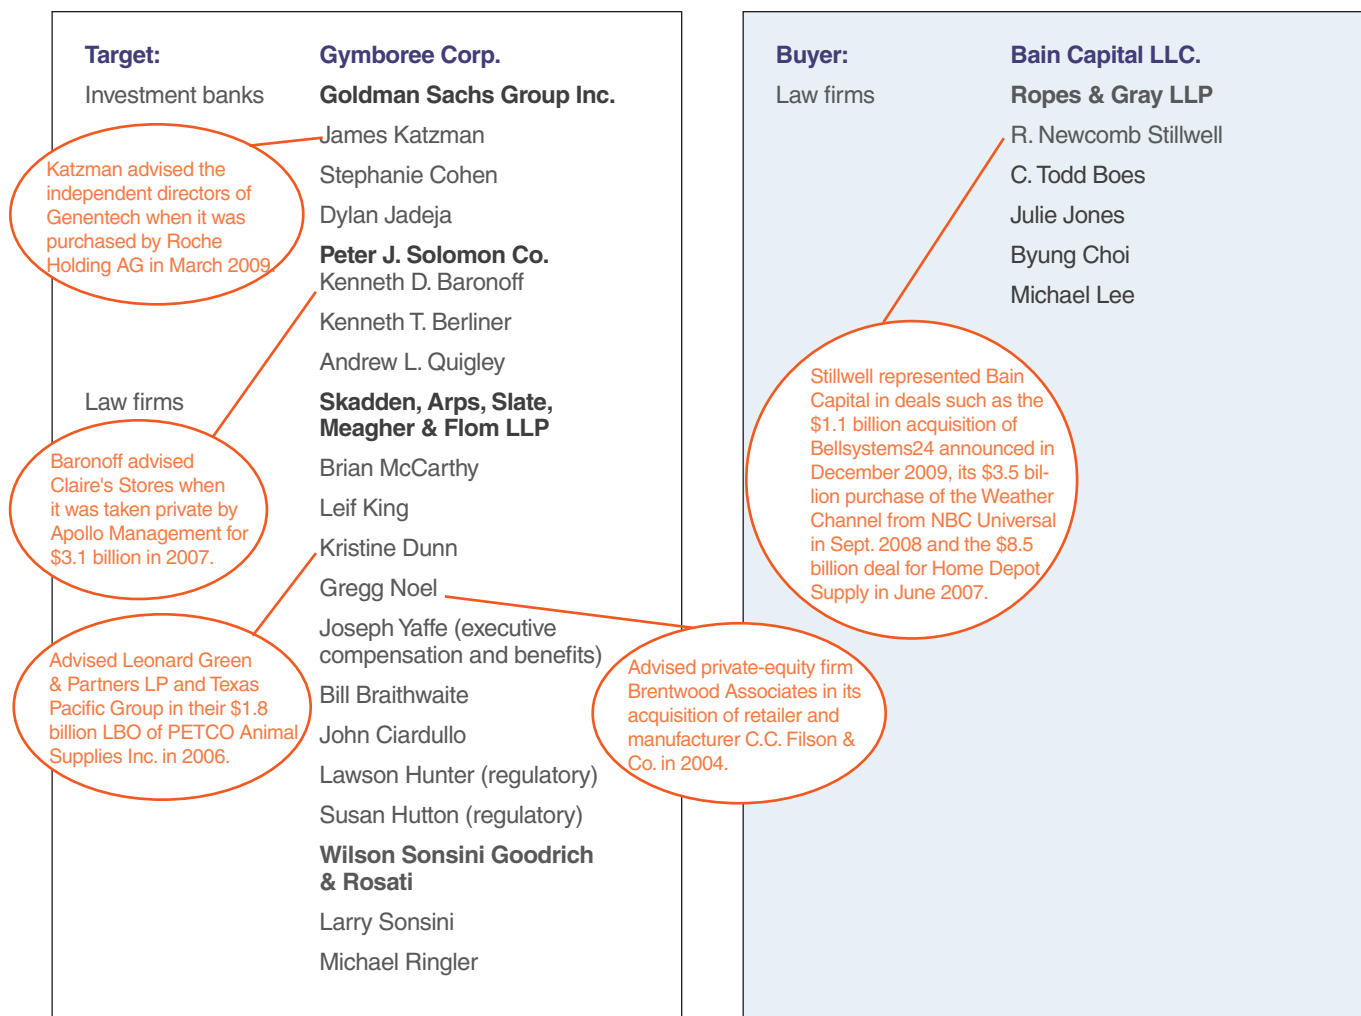 Target:
Gymboree Corp.
Investment banks
Goldman Sachs Group Inc.
James Katzman
Stephanie Cohen
Dylan Jadeja
Peter J. Solomon Co.
Kenneth D. Baronoff
Kenneth T. Berliner
Andrew L. Quigley
Law firms
Skadden, Arps, Slate,
Meagher & Flom LLP
Brian McCarthy
Leif King
Kristine Dunn
Gregg Noel
Joseph Yaffe (executive
compensation and benefits)
Bill Braithwaite
John Ciardullo
Lawson Hunter (regulatory)
Susan Hutton (regulatory)
Wilson Sonsini Goodrich
& Rosati
Larry Sonsini
Michael Ringler
Katzman advised the
independent directors of
Genentech when it was
purchased by Roche
Holding AG in March 2009.
Baronoff advised
Claire's Stores when
it was taken private by
Apollo Management for
$3.1 billion in 2007.
Advised Leonard Green
& Partners LP and Texas
Pacific Group in their $1.8
billion LBO of PETCO Animal
Supplies Inc. in 2006.
Advised private-equity firm
Brentwood Associates in its
acquisition of retailer and
manufacturer C.C. Filson &
Co. in 2004.
Buyer:
Bain Capital LLC.
Law firms
Ropes & Gray LLP
R. Newcomb Stillwell
C. Todd Boes
Julie Jones
Byung Choi
Michael Lee
Stillwell represented Bain
Capital in deals such as the
$1.1 billion acquisition of
Bellsystems24 announced in
December 2009, its $3.5 bil-
lion purchase of the Weather
Channel from NBC Universal
in Sept. 2008 and the $8.5
billion deal for Home Depot
Supply in June 2007.